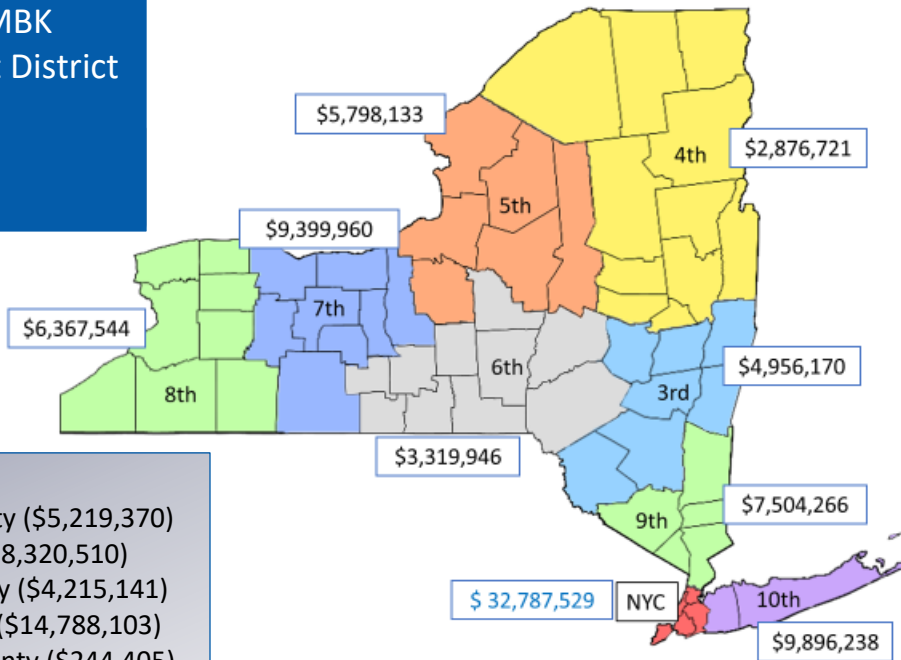 MBK
District
$5,798,133
4th
$2,876,721
5th
$9,399,960
7th
$6,367,544
6th
$4,956,170
8th
3rd
$3,319,946
($5,219,370)
$7,504,266
9th
8,320,510)
($4,215,141)
$ 32,787,529
NYC
10th
($14,788,103)
$9,896,238
($244,405)